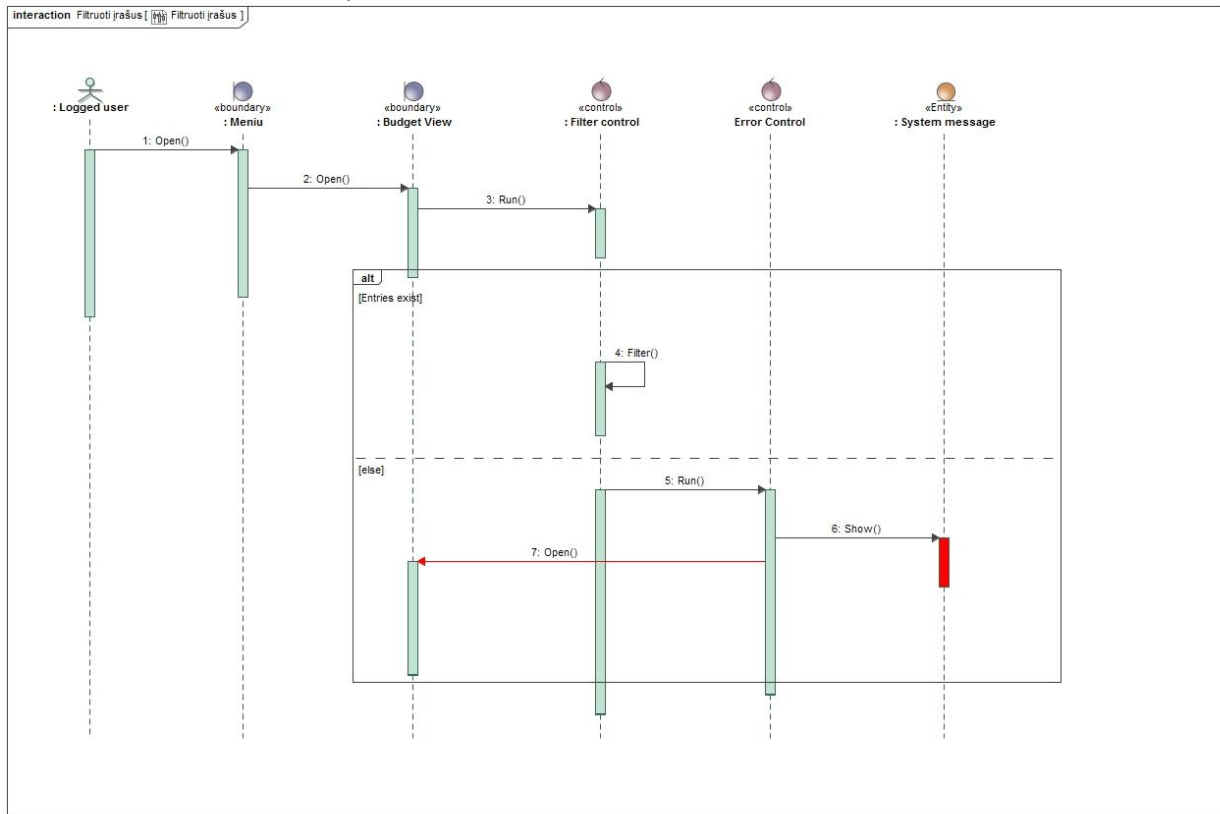 interaction Filtruoti įrašus [ Filtruoti įrašus ]
: Logged user
«boundary»
: Meniu
«boundary»
: Budget View
«control»
: Filter control
«control»
Error Control
«Entity»
: System message
1: Open()
2: Open()
3: Run()
alt
[Entries exist]
4: Filter()
[else]
5: Run()
6: Show()
7: Open()